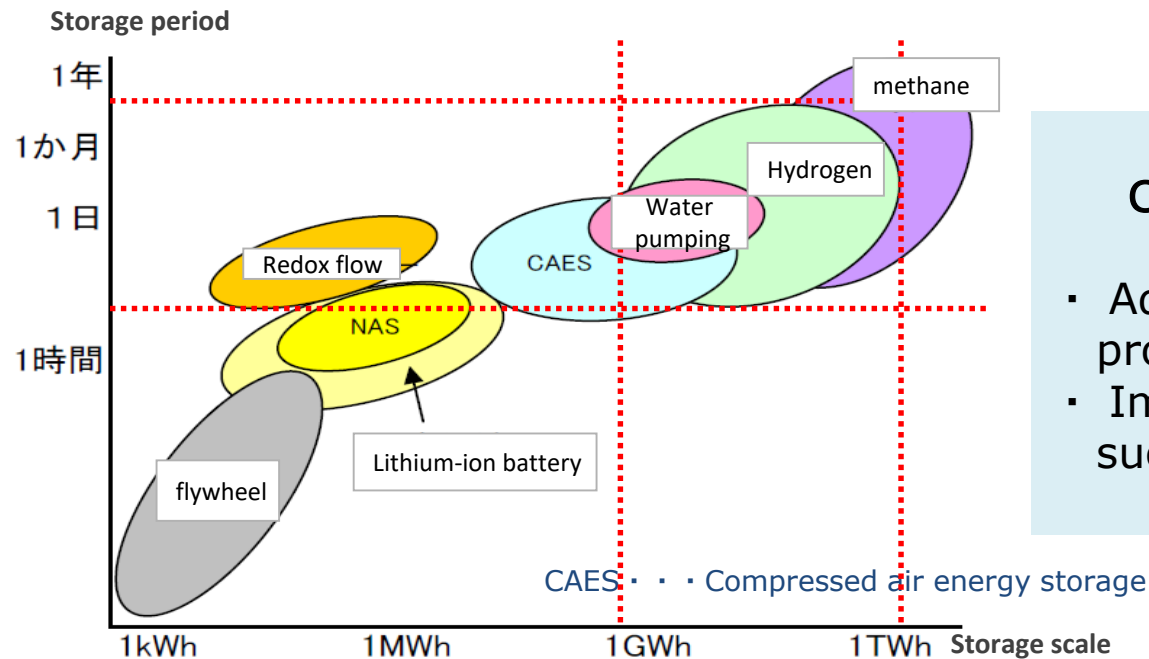 Storage period
1年
1か月
1日
1時間
methane
Hydrogen
Water
pumping
CAES
Redox flow
NAS
Lithium-ion battery
flywheel
CAES・・・Compressed air energy storage
1kWh
1MWh
1GWh
1TWh
Storage scale